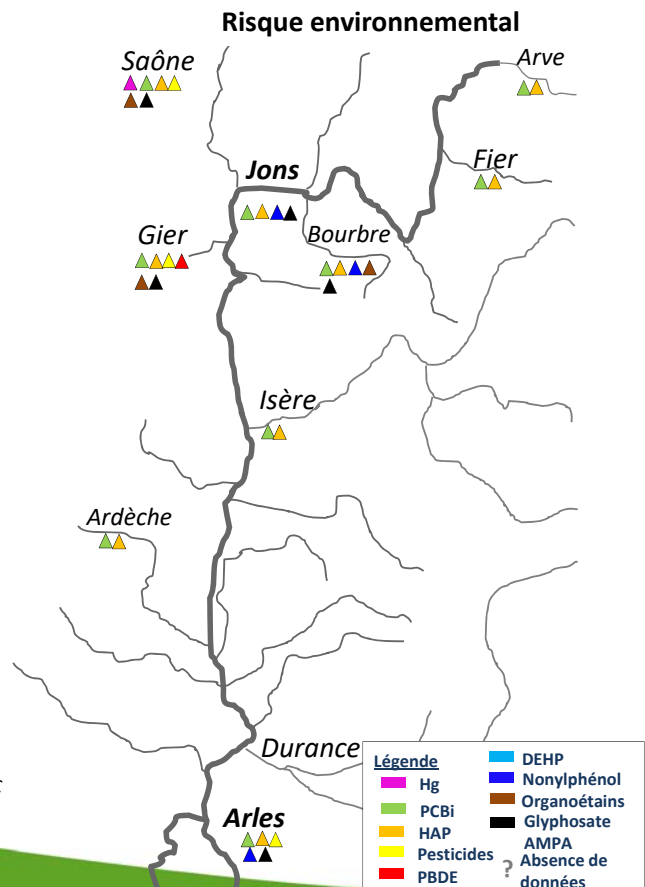 Risque environnemental
Saône
Arve
Jons
Fier
Gier
Bourbre
Isère
Ardèche
Durance
Arles
Légende
Hg
PCBi
HAP
Pesticides
PBDE
DEHP
Nonylphénol
Organoétains
Glyphosate
AMPA
? Absence de
données